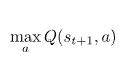 max_a Q(s_{t+1}, a)